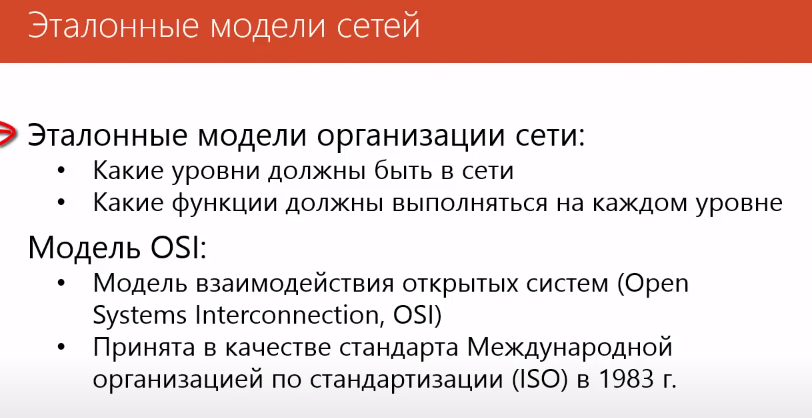 Эталонные модели сетей
Эталонные модели организации сети:
• Какие уровни должны быть в сети
• Какие функции должны выполняться на каждом уровне
Модель OSI:
• Модель взаимодействия открытых систем (Open
Systems Interconnection, OSI)
• Принята в качестве стандарта Международной
организацией по стандартизации (ISO) в 1983 г.